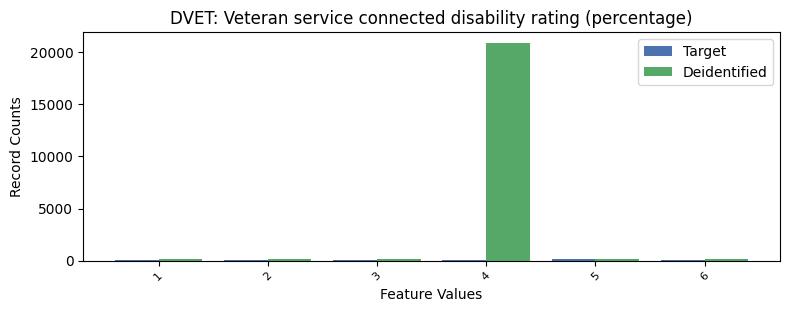 DVET: Veteran service connected disability rating (percentage)
Target
Deidentified
20000
15000
10000
5000
0
Record Counts
1 2 3 4 5 6
Feature Values